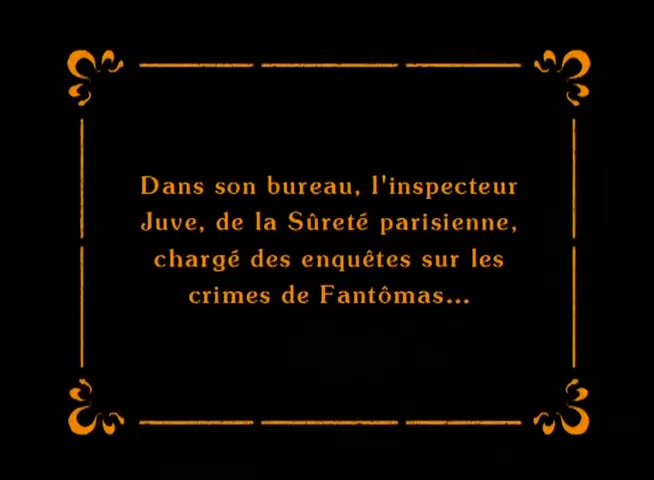 Dans son bureau, l'inspecteur
Juve, de la Sûreté parisienne,
chargé des enquêtes sur les
crimes de Fantômas...